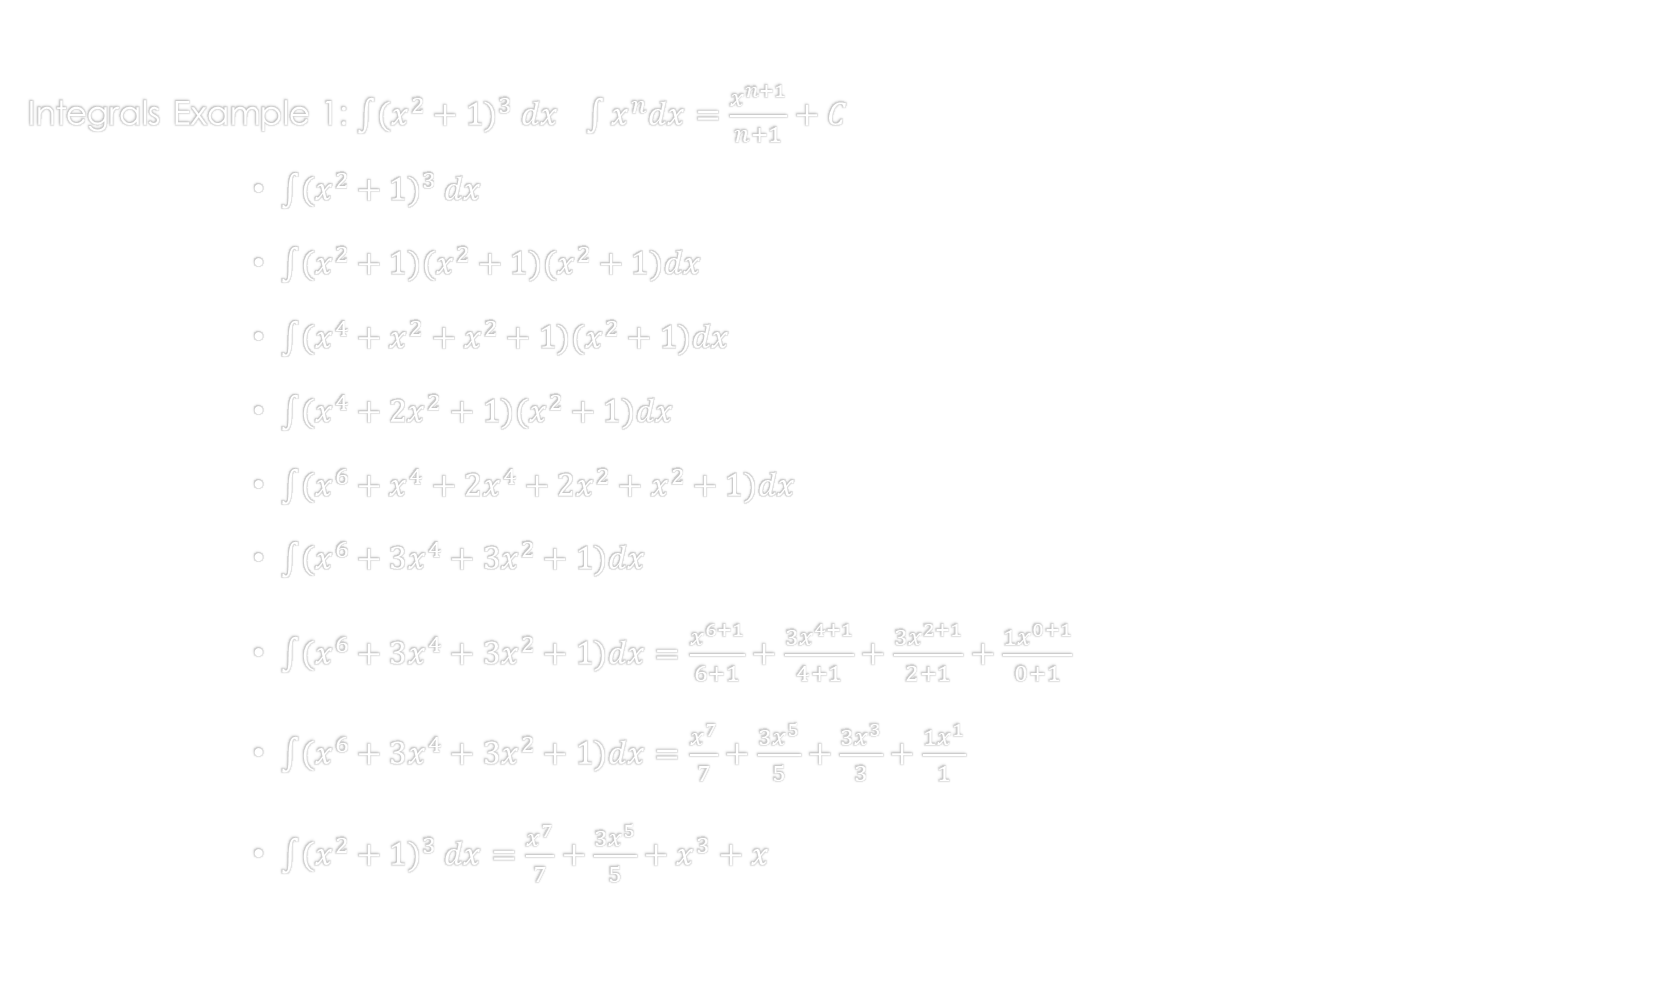 Integrals Example 1: ∫(x² + 1)³ dx ∫ xⁿdx = xⁿ⁺¹/(n+1) + C
• ∫(x² + 1)³ dx
• ∫(x² + 1)(x² + 1)(x² + 1)dx
• ∫(x⁴ + x² + x² + 1)(x² + 1)dx
• ∫(x⁴ + 2x² + 1)(x² + 1)dx
• ∫(x⁶ + x⁴ + 2x⁴ + 2x² + x² + 1)dx
• ∫(x⁶ + 3x⁴ + 3x² + 1)dx
• ∫(x⁶ + 3x⁴ + 3x² + 1)dx = x⁶⁺¹/(6+1) + 3x⁴⁺¹/(4+1) + 3x²⁺¹/(2+1) + 1x⁰⁺¹/(0+1)
• ∫(x⁶ + 3x⁴ + 3x² + 1)dx = x⁷/7 + 3x⁵/5 + 3x³/3 + 1x¹/1
• ∫(x² + 1)³ dx = x⁷/7 + 3x⁵/5 + x³ + x